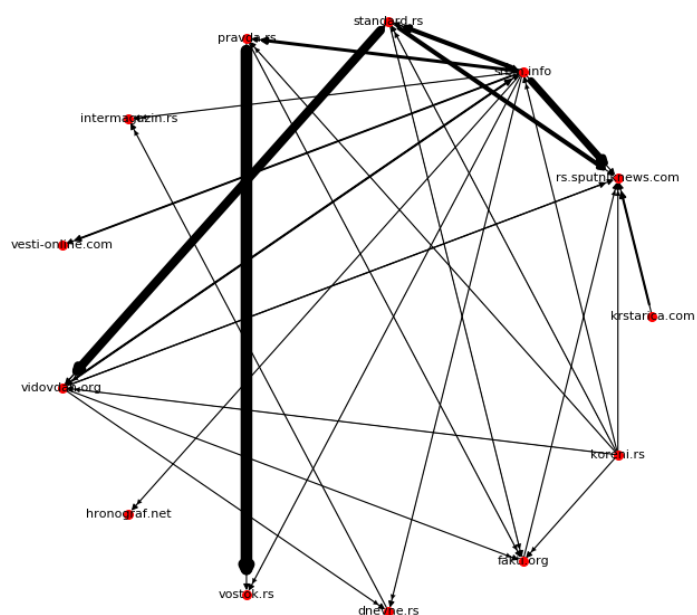 standard.rs
pravda.rs
intermagazin.rs
rs.sputniknews.com
vesti-online.com
krstarica.com
vidovdan.org
koreni.rs
hronograf.net
fakti.org
vostok.rs
dnevne.rs